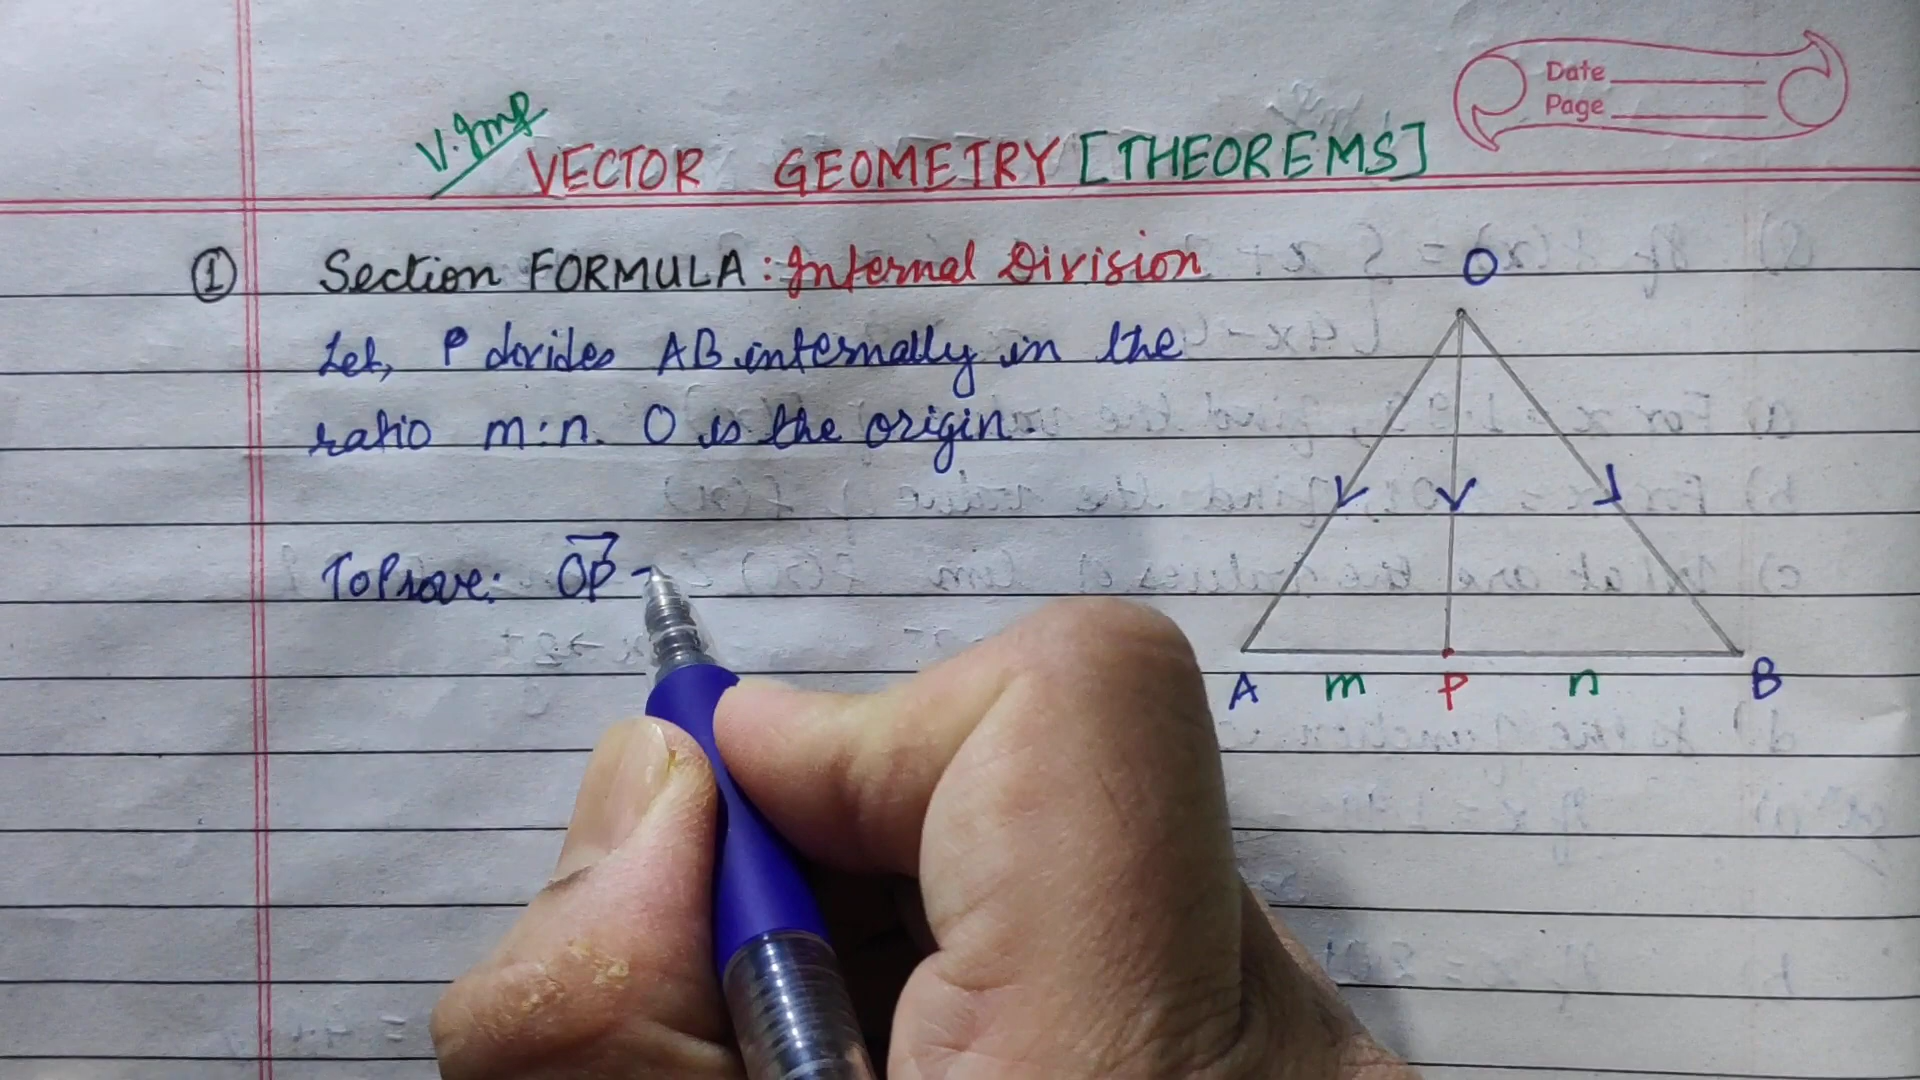 Date
Page
V. Imp
VECTOR GEOMETRY [THEOREMS]
① Section FORMULA : Internal Division
Let, P divides AB internally in the
ratio m:n. O is the origin.
To Prove: OP⃗ -
O
A m P n B